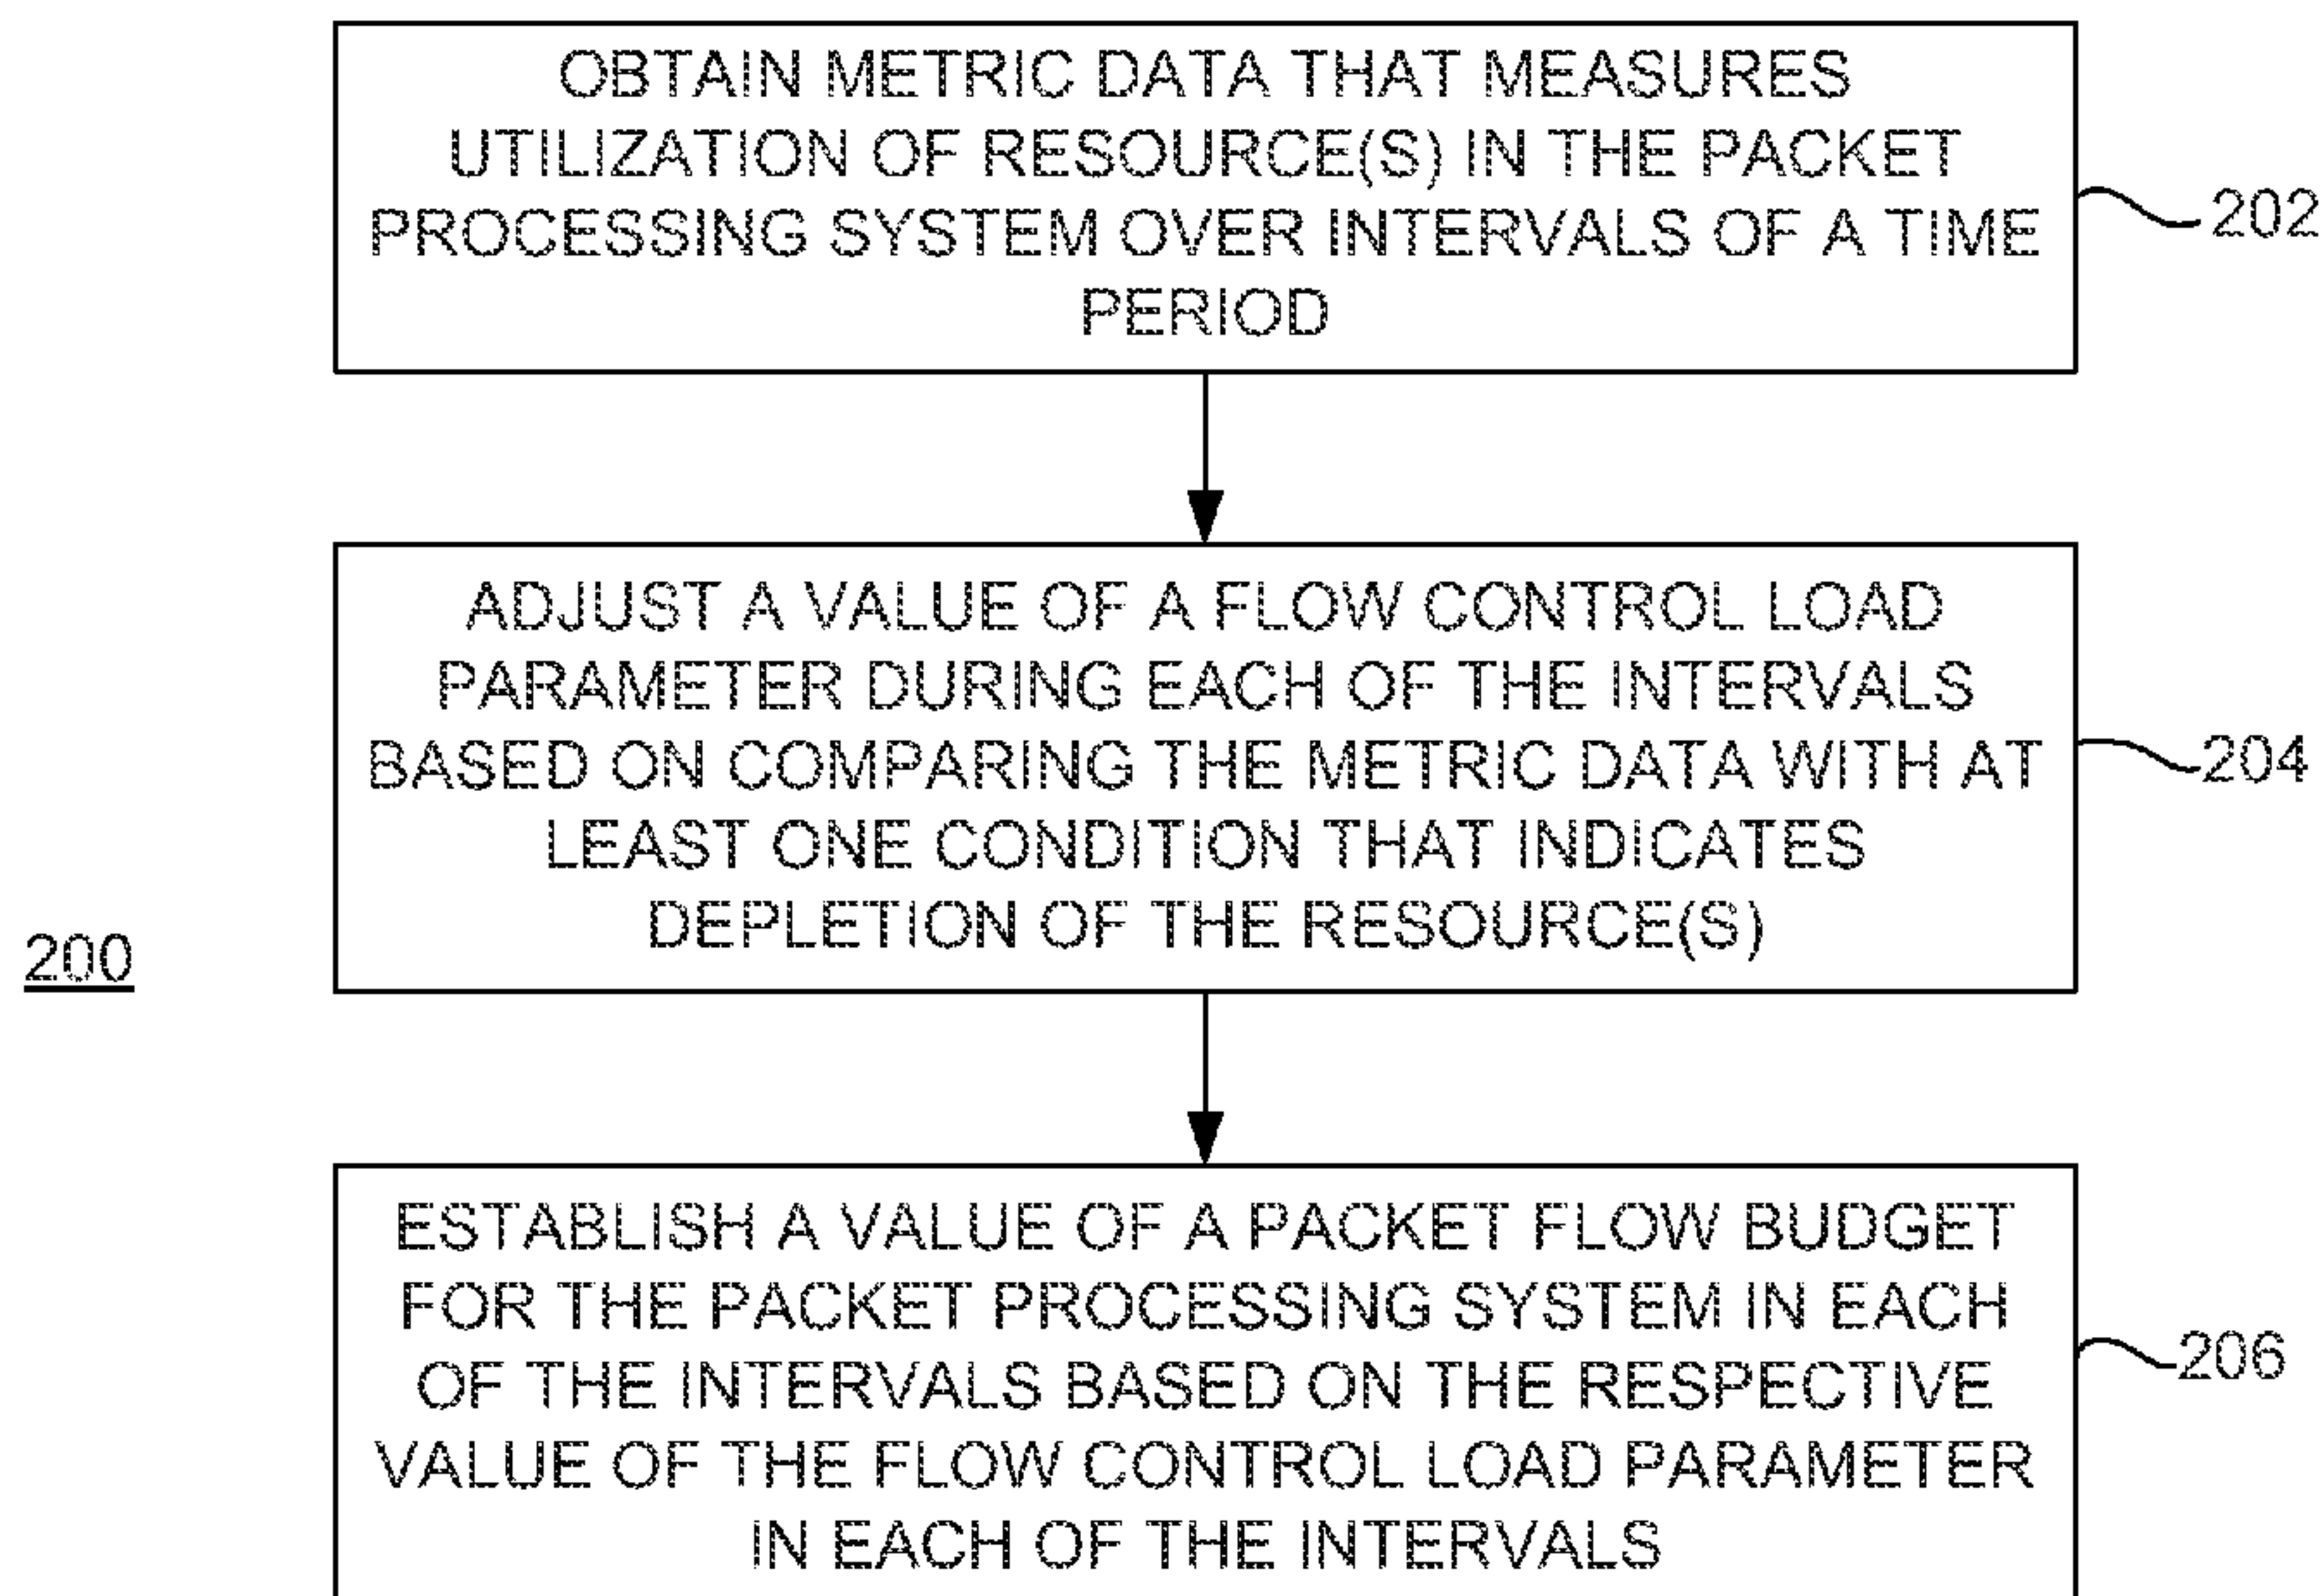 OBTAIN METRIC DATA THAT MEASURES
UTILIZATION OF RESOURCE(S) IN THE PACKET
PROCESSING SYSTEM OVER INTERVALS OF A TIME
PERIOD
202
ADJUST A VALUE OF A FLOW CONTROL LOAD
PARAMETER DURING EACH OF THE INTERVALS
BASED ON COMPARING THE METRIC DATA WITH AT
LEAST ONE CONDITION THAT INDICATES
DEPLETION OF THE RESOURCE(S)
204
200
ESTABLISH A VALUE OF A PACKET FLOW BUDGET
FOR THE PACKET PROCESSING SYSTEM IN EACH
OF THE INTERVALS BASED ON THE RESPECTIVE
VALUE OF THE FLOW CONTROL LOAD PARAMETER
IN EACH OF THE INTERVALS
206